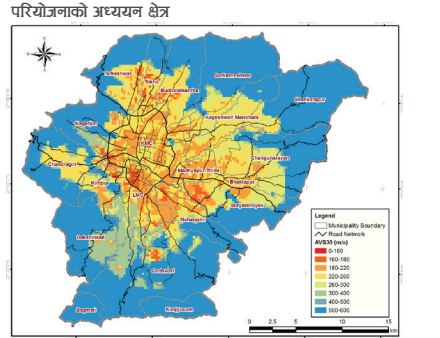 परियोजनाको अध्ययन क्षेत्र
Gokarneshwar
Tarkeshwar
Tokha
Budhanilkantha
Shankarapur
Kageshwori Manohara
Nagarjun
KMC
Chandragiri
Changunarayan
Madhyapur Thimi
Kirtipur
Bhaktapur
LMC
Suryabinayak
Mahalaxmi
Dakshinkali
Godawari
Bagmati
Konjyosom
Legend
Municipality Boundary
Road Network
AVS30 (m/s)
0-160
160-180
180-220
220-260
260-300
300-400
400-500
500-600
0 2.5 5 10 15
km